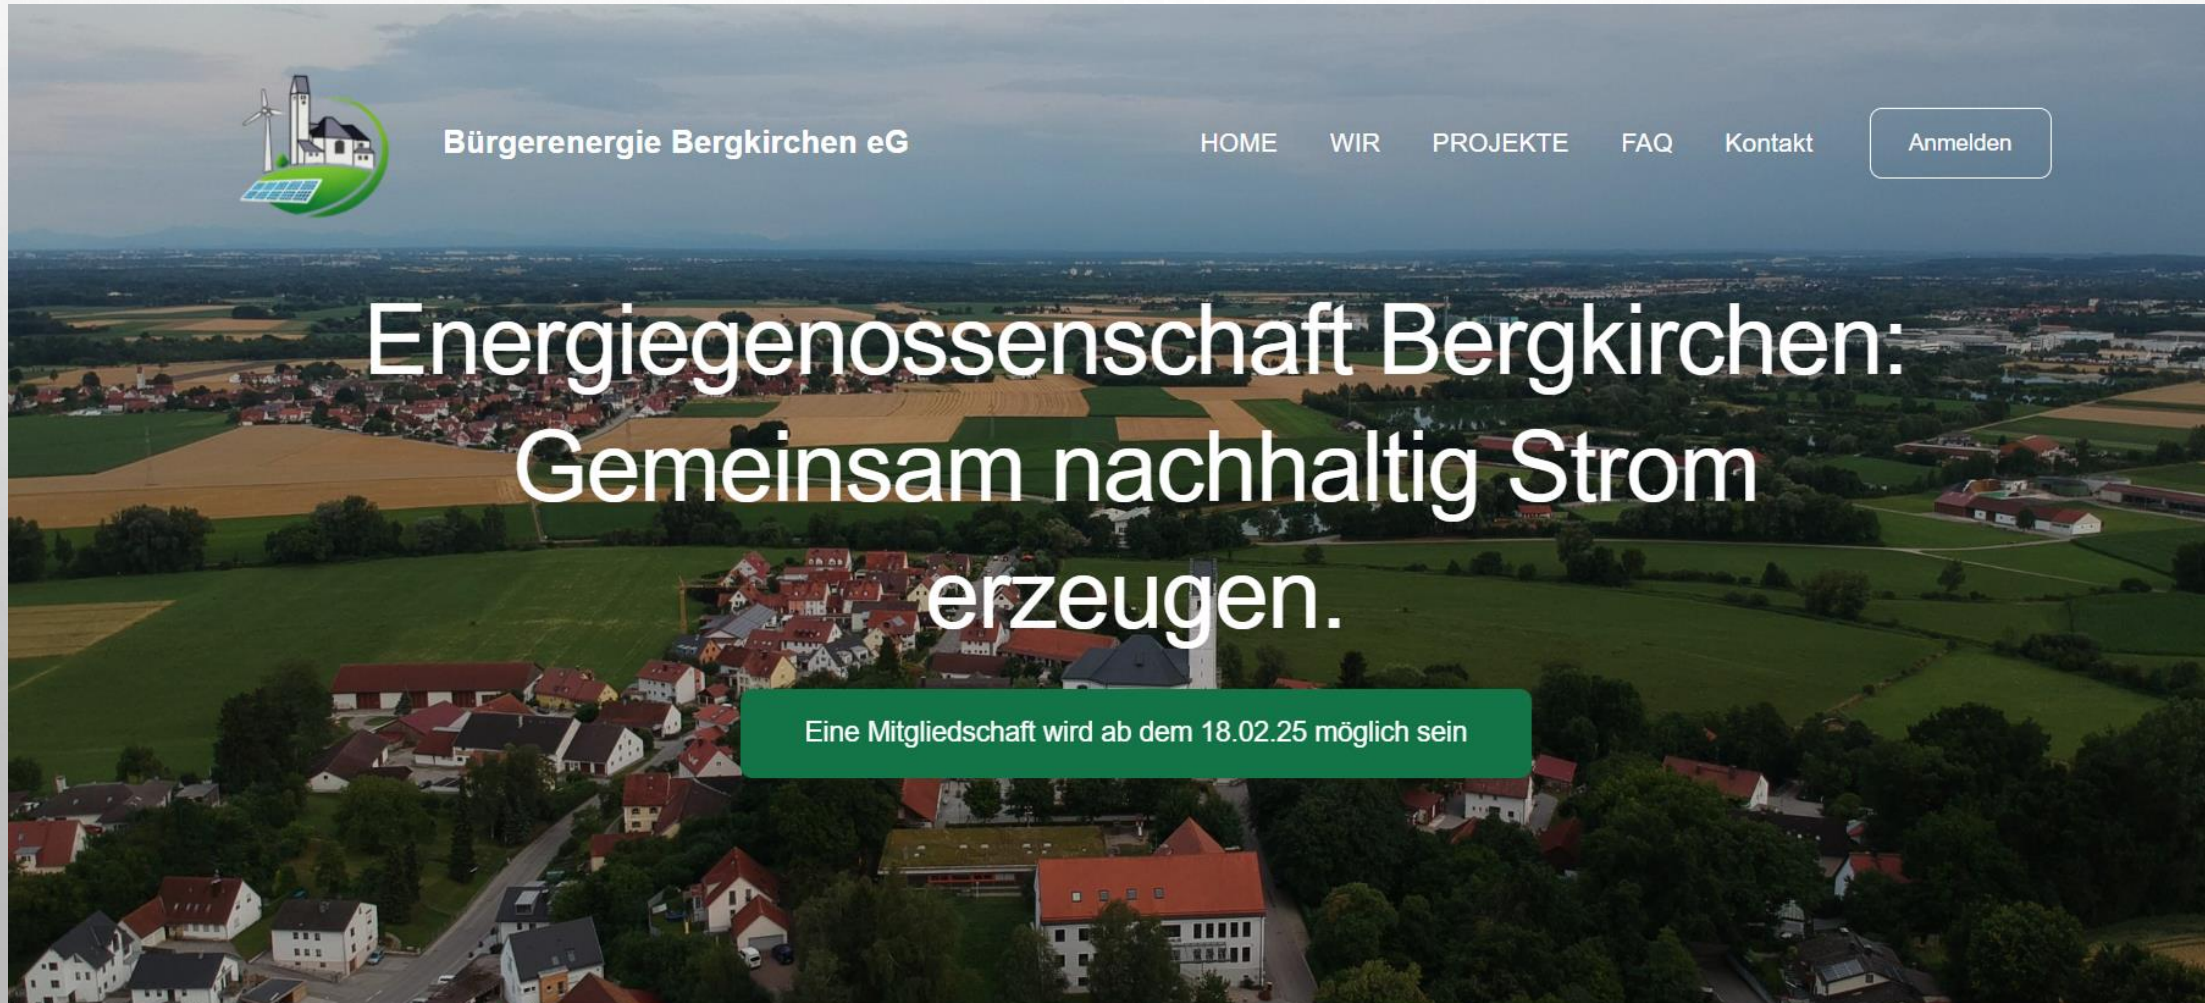 Bürgerenergie Bergkirchen eG
HOME WIR PROJEKTE FAQ Kontakt Anmelden
Energiegenossenschaft Bergkirchen:
Gemeinsam nachhaltig Strom
erzeugen.
Eine Mitgliedschaft wird ab dem 18.02.25 möglich sein